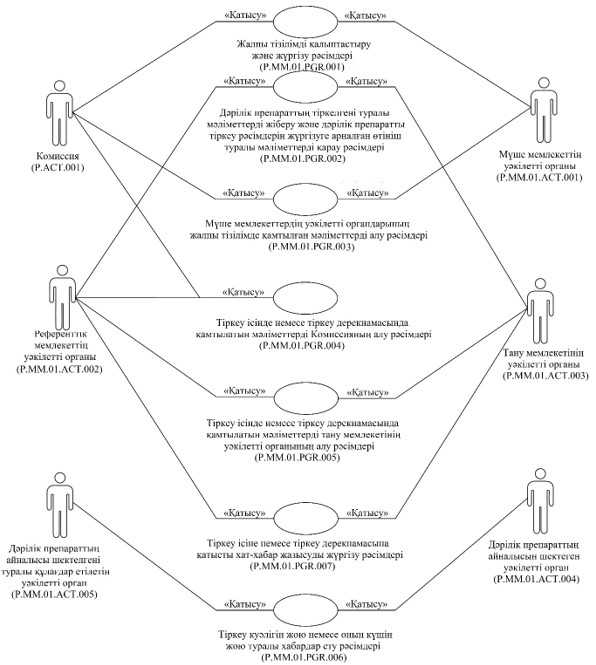 «Қатысу» «Қатысу»
Жалпы тізілімді қалыптастыру
және жүргізу рәсімдері
(P.MM.01.PGR.001)
«Қатысу» «Қатысу»
Дәрілік препараттың тіркелгені туралы
мәліметтерді жіберу және дәрілік препаратты
тіркеу рәсімдерін жүргізуге арналған өтініш
туралы мәліметтерді қарау рәсімдері
(P.MM.01.PGR.002)
Комиссия
(P.ACT.001)
Мүше мемлекеттің
уәкілетті органы
(P.MM.01.ACT.001)
«Қатысу» «Қатысу»
Мүше мемлекеттердің уәкілетті органдарының
жалпы тізілімде қамтылған мәліметтерді алу рәсімдері
(P.MM.01.PGR.003)
«Қатысу»
Тіркеу ісінде немесе тіркеу дерекнамасында
қамтылатын мәліметтерді Комиссияның алу рәсімдері
(P.MM.01.PGR.004)
Референттік
мемлекеттің
уәкілетті органы
(P.MM.01.ACT.002)
Тану мемлекетінің
уәкілетті органы
(P.MM.01.ACT.003)
«Қатысу» «Қатысу»
Тіркеу ісінде немесе тіркеу дерекнамасында
қамтылатын мәліметтерді тану мемлекетінің
уәкілетті органының алу рәсімдері
(P.MM.01.PGR.005)
«Қатысу» «Қатысу»
Тіркеу ісіне немесе тіркеу дерекнамасына
қатысты хат-хабар жазысуды жүргізу рәсімдері
(P.MM.01.PGR.007)
Дәрілік препараттың
айналысы шектелгені
туралы құлағдар етілетін
уәкілетті орган
(P.MM.01.ACT.005)
Дәрілік препараттың
айналысын шектеген
уәкілетті орган
(P.MM.01.ACT.004)
«Қатысу» «Қатысу»
Тіркеу куәлігін жою немесе оның күшін
жою туралы хабардар ету рәсімдері
(P.MM.01.PGR.006)